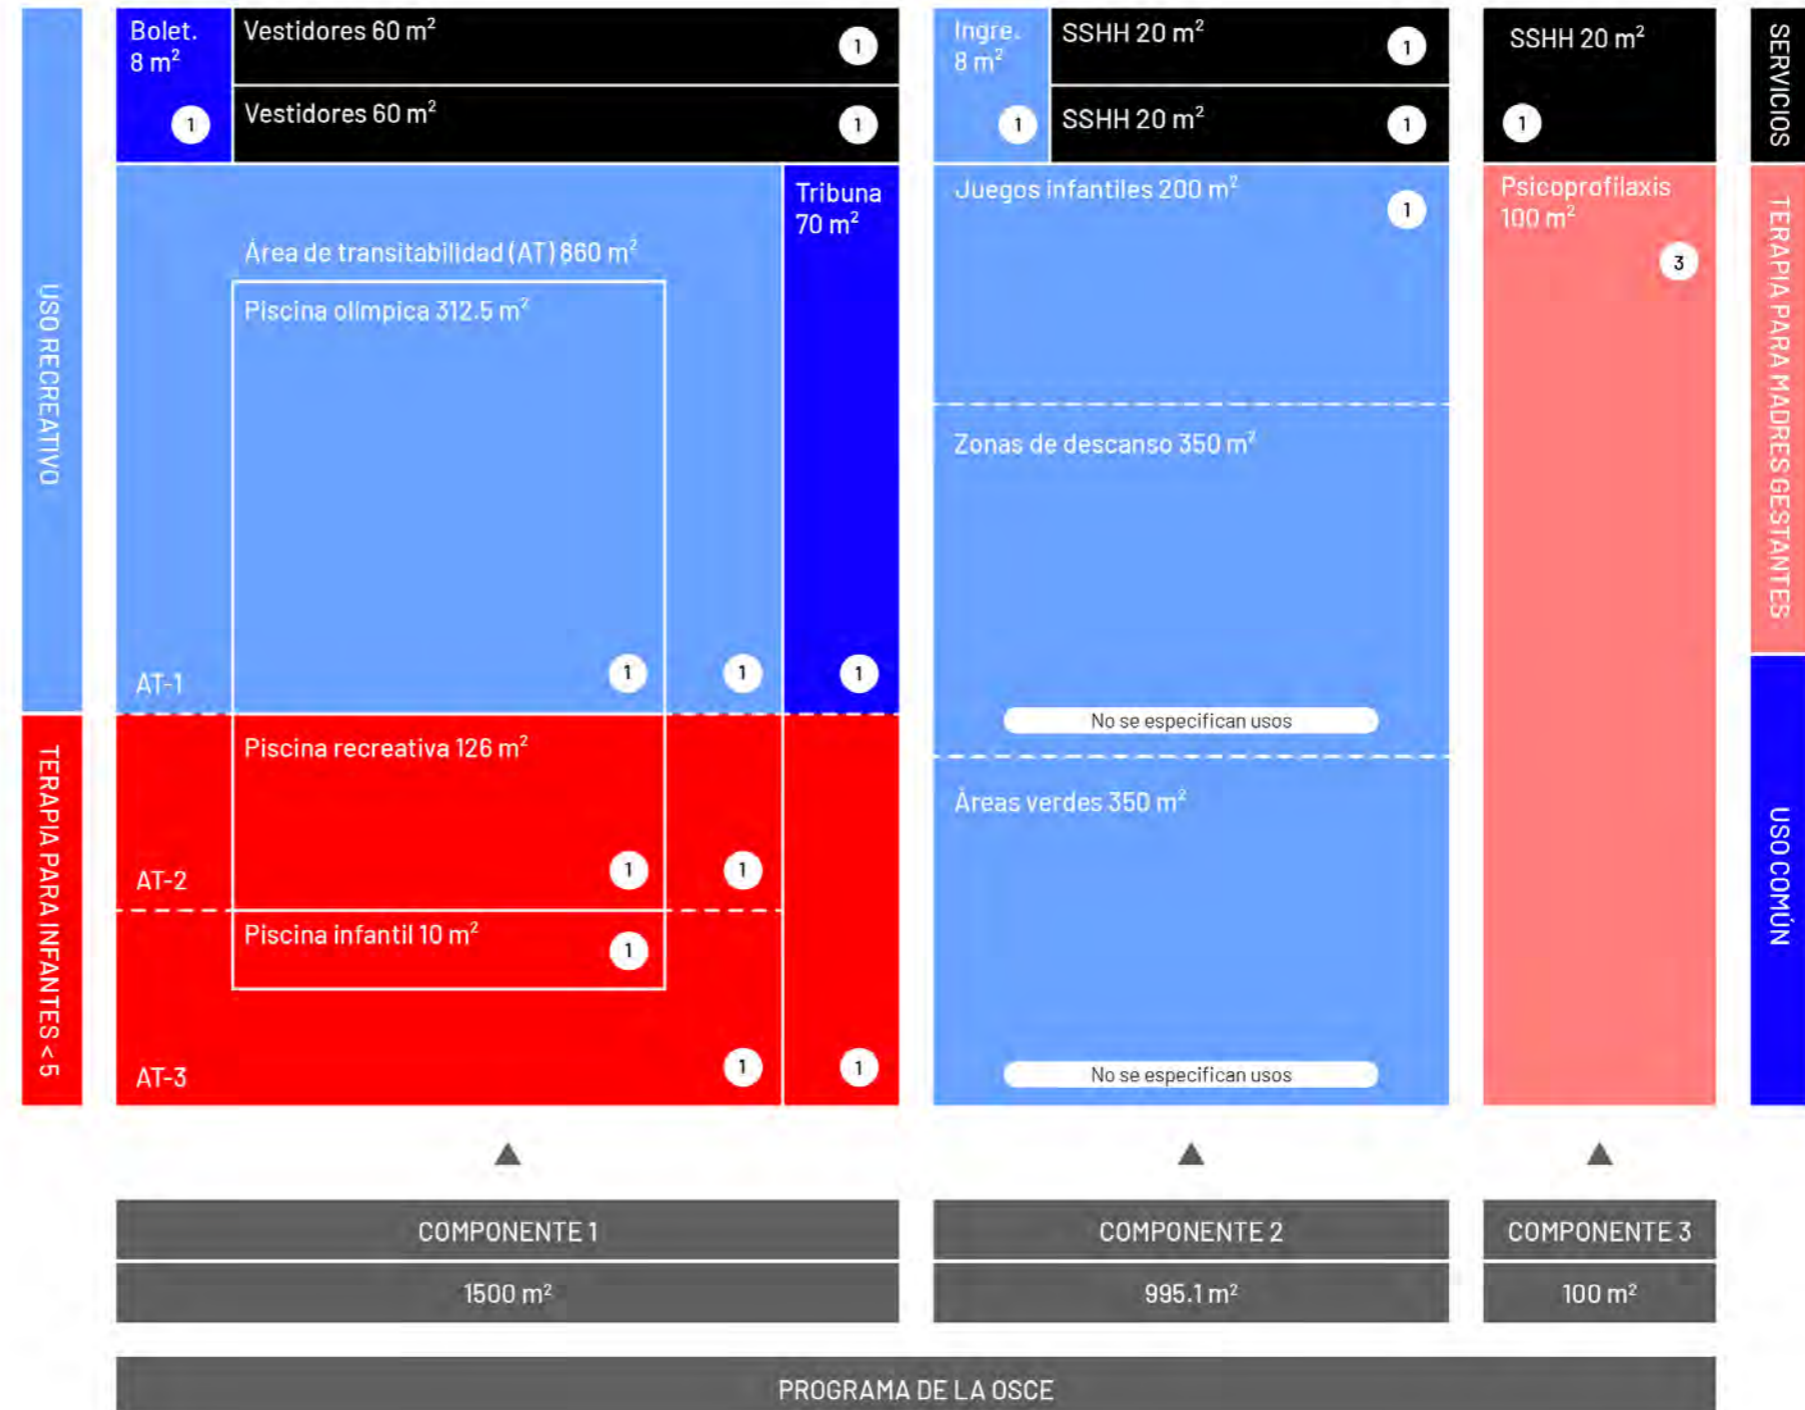 USO RECREATIVO
TERAPIA PARA INFANTES < 5
Bolet.
8 m²
1
Vestidores 60 m²
1
Vestidores 60 m²
1
Área de transitabilidad (AT) 860 m²
Piscina olímpica 312.5 m²
AT-1
1
1
Tribuna
70 m²
1
Piscina recreativa 126 m²
AT-2
1
1
Piscina infantil 10 m²
1
AT-3
1
1
Ingre.
8 m²
1
SSHH 20 m²
1
SSHH 20 m²
1
Juegos infantiles 200 m²
1
Zonas de descanso 350 m²
No se especifican usos
Áreas verdes 350 m²
No se especifican usos
SSHH 20 m²
1
Psicoprofilaxis
100 m²
3
SERVICIOS
TERAPIA PARA MADRES GESTANTES
USO COMÚN
COMPONENTE 1
1500 m²
COMPONENTE 2
995.1 m²
COMPONENTE 3
100 m²
PROGRAMA DE LA OSCE